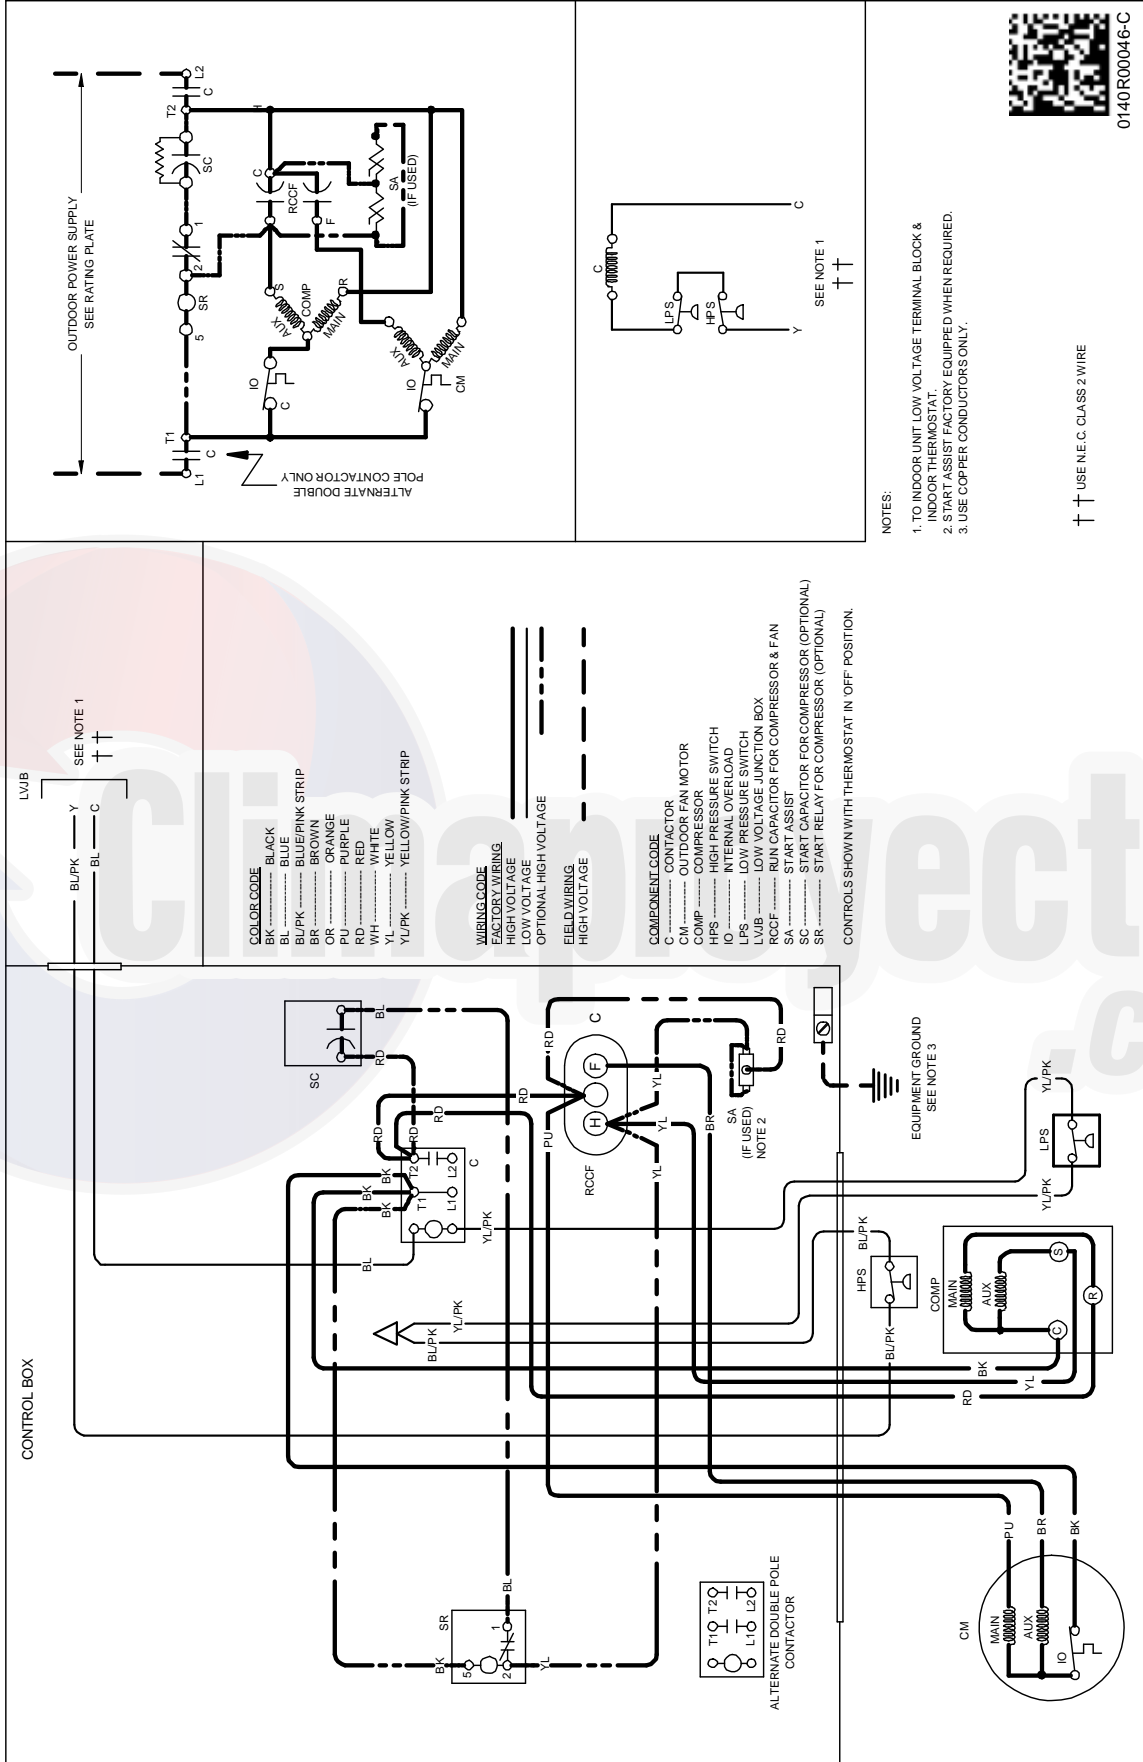 OUTDOOR POWER SUPPLY
SEE RATING PLATE
L1
C
T1
5
SR
2
1
SC
T2
C
L2
ALTERNATE DOUBLE
POLE CONTACTOR ONLY
IO
C
AUX
S
COMP
MAIN
R
C
RCCF
F
H
SA
(IF USED)
IO
AUX
MAIN
CM
C
LPS
HPS
Y
C
SEE NOTE 1
NOTES:
1. TO INDOOR UNIT LOW VOLTAGE TERMINAL BLOCK &
INDOOR THERMOSTAT.
2. START ASSIST FACTORY EQUIPPED WHEN REQUIRED.
3. USE COPPER CONDUCTORS ONLY.
†† USE N.E.C. CLASS 2 WIRE
0140R00046-C
LVJB
BL/PK
Y
BL
C
SEE NOTE 1
††
COLOR CODE
BK ---------- BLACK
BL ---------- BLUE
BL/PK -------- BLUE/PINK STRIP
BR ---------- BROWN
OR ---------- ORANGE
PU ---------- PURPLE
RD ---------- RED
WH ---------- WHITE
YL ---------- YELLOW
YL/PK -------- YELLOW/PINK STRIP
WIRING CODE
FACTORY WIRING
HIGH VOLTAGE
LOW VOLTAGE
OPTIONAL HIGH VOLTAGE
FIELD WIRING
HIGH VOLTAGE
COMPONENT CODE
C ---------- CONTACTOR
CM ---------- OUTDOOR FAN MOTOR
COMP -------- COMPRESSOR
HPS ---------- HIGH PRESSURE SWITCH
IO ---------- INTERNAL OVERLOAD
LPS ---------- LOW PRESSURE SWITCH
LVJB ---------- LOW VOLTAGE JUNCTION BOX
RCCF -------- RUN CAPACITOR FOR COMPRESSOR & FAN
SA ---------- START ASSIST
SC ---------- START CAPACITOR FOR COMPRESSOR (OPTIONAL)
SR ---------- START RELAY FOR COMPRESSOR (OPTIONAL)
CONTROLS SHOWN WITH THERMOSTAT IN 'OFF' POSITION.
Climaproyect
.c
CONTROL BOX
SC
RD
BL
RD
RD
RD
RD
BK
BK
BK
T2
T1
L2
L1
C
BL
YL/PK
BL/PK
YL/PK
SR
BK
5
2
1
BL
YL
RCCF
H
F
C
RD
PU
YL
YL
YL
BR
SA
(IF USED)
NOTE 2
RD
EQUIPMENT GROUND
SEE NOTE 3
ALTERNATE DOUBLE POLE
CONTACTOR
T1
T2
L1
L2
HPS
BL/PK
BL/PK
LPS
YL/PK
YL/PK
COMP
MAIN
AUX
C
S
R
BK
YL
RD
CM
MAIN
AUX
IO
PU
BR
BK